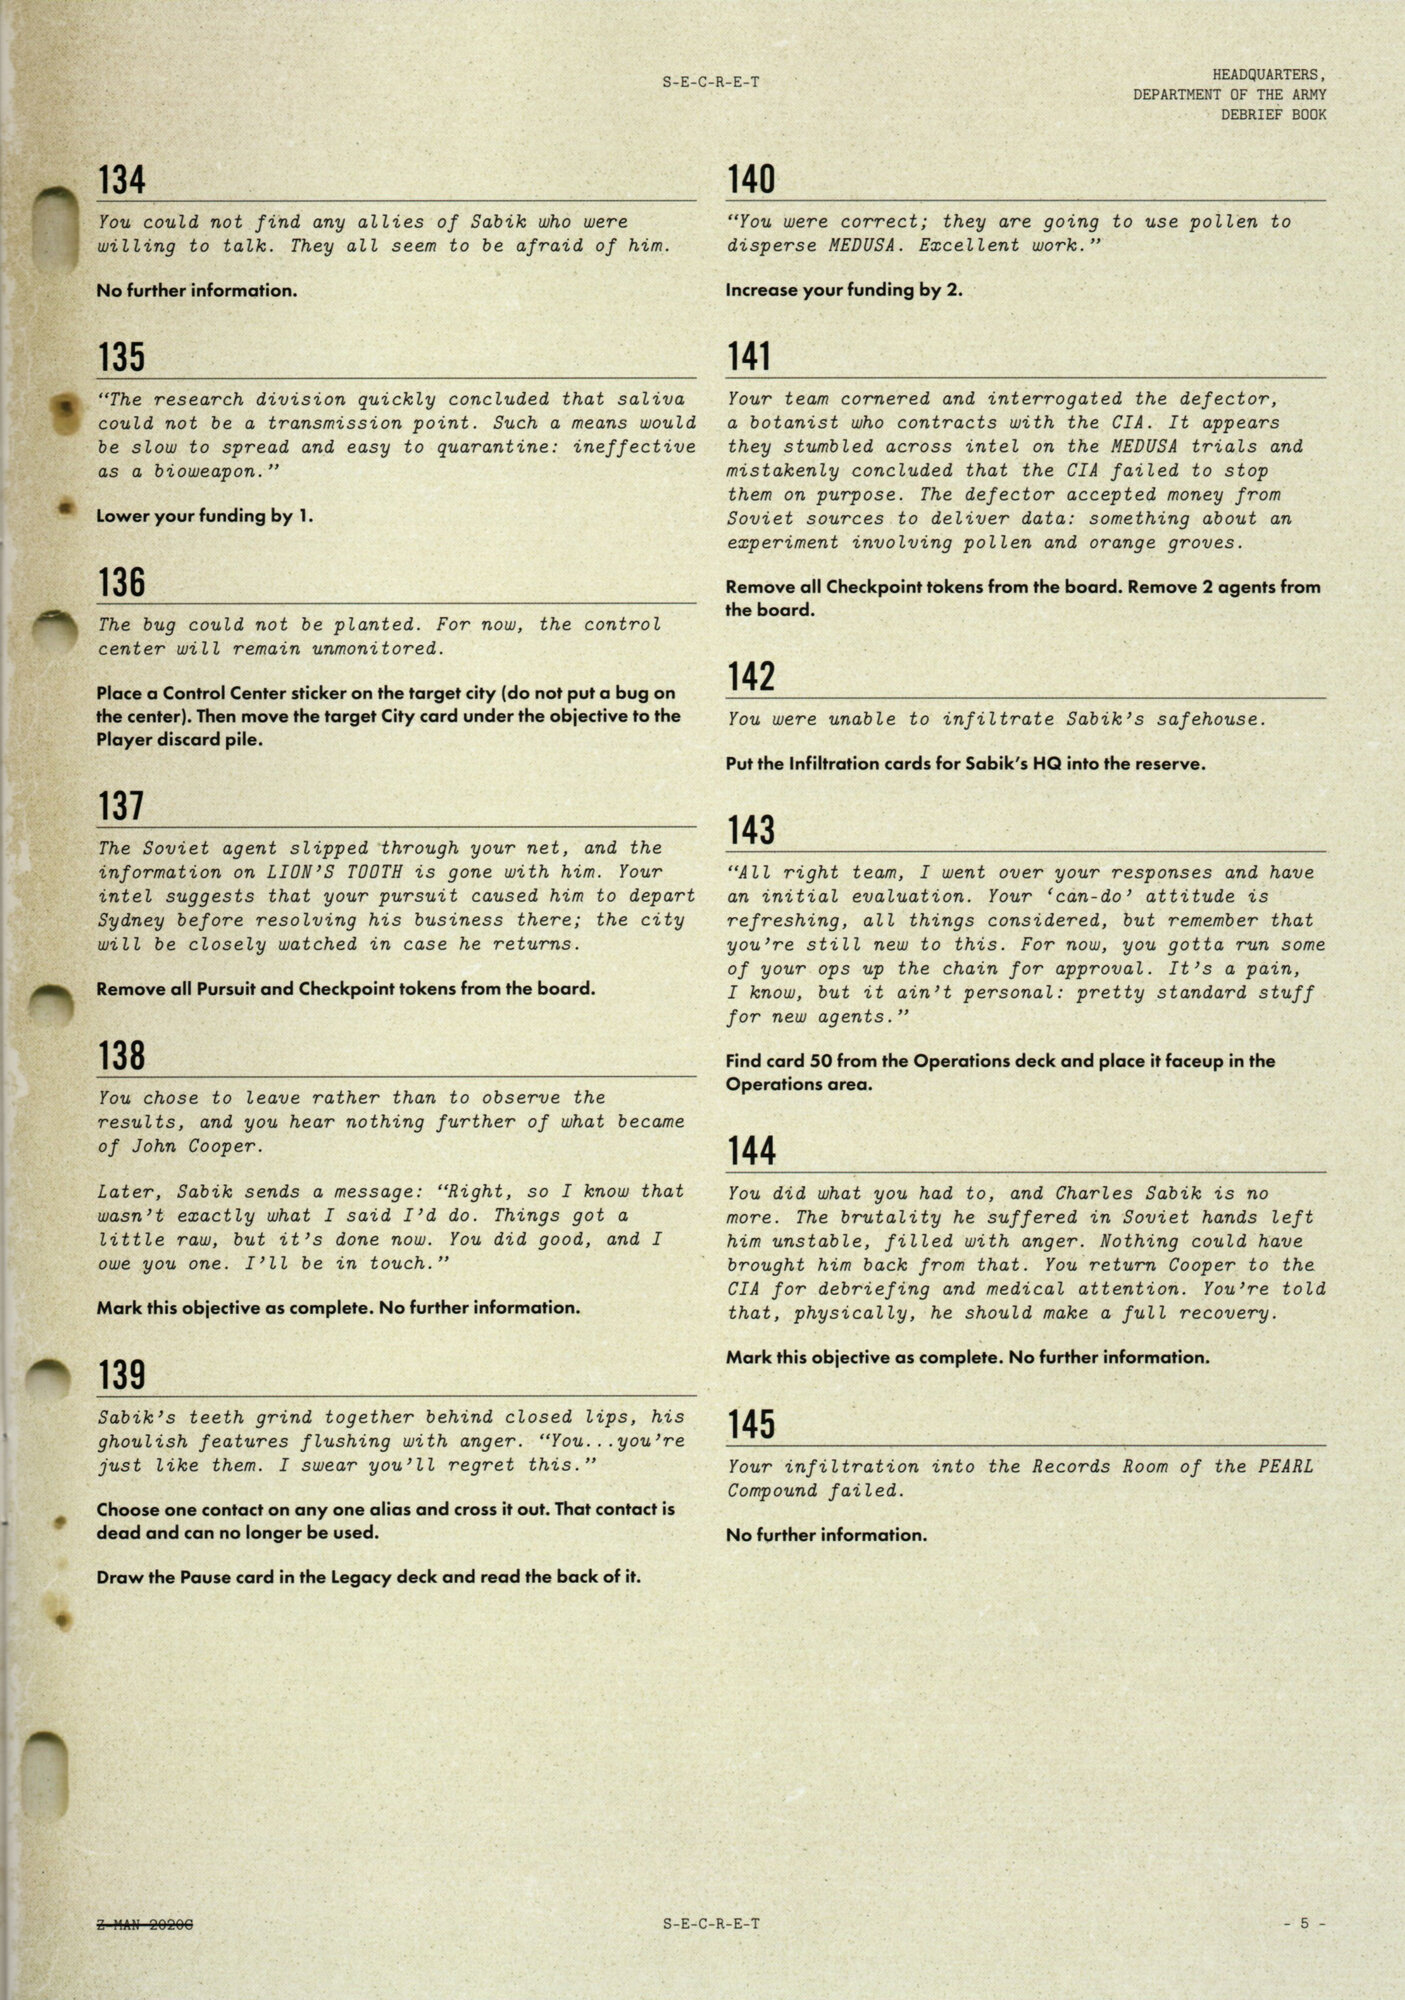 S-E-C-R-E-T
HEADQUARTERS,
DEPARTMENT OF THE ARMY
DEBRIEF BOOK
134
You could not find any allies of Sabik who were
willing to talk. They all seem to be afraid of him.
No further information.
135
“The research division quickly concluded that saliva
could not be a transmission point. Such a means would
be slow to spread and easy to quarantine: ineffective
as a bioweapon.”
Lower your funding by 1.
136
The bug could not be planted. For now, the control
center will remain unmonitored.
Place a Control Center sticker on the target city (do not put a bug on
the center). Then move the target City card under the objective to the
Player discard pile.
137
The Soviet agent slipped through your net, and the
information on LION’S TOOTH is gone with him. Your
intel suggests that your pursuit caused him to depart
Sydney before resolving his business there; the city
will be closely watched in case he returns.
Remove all Pursuit and Checkpoint tokens from the board.
138
You chose to leave rather than to observe the
results, and you hear nothing further of what became
of John Cooper.
Later, Sabik sends a message: “Right, so I know that
wasn’t exactly what I said I’d do. Things got a
little raw, but it’s done now. You did good, and I
owe you one. I’ll be in touch.”
Mark this objective as complete. No further information.
139
Sabik’s teeth grind together behind closed lips, his
ghoulish features flushing with anger. “You...you’re
just like them. I swear you’ll regret this.”
Choose one contact on any one alias and cross it out. That contact is
dead and can no longer be used.
Draw the Pause card in the Legacy deck and read the back of it.
140
“You were correct; they are going to use pollen to
disperse MEDUSA. Excellent work.”
Increase your funding by 2.
141
Your team cornered and interrogated the defector,
a botanist who contracts with the CIA. It appears
they stumbled across intel on the MEDUSA trials and
mistakenly concluded that the CIA failed to stop
them on purpose. The defector accepted money from
Soviet sources to deliver data: something about an
experiment involving pollen and orange groves.
Remove all Checkpoint tokens from the board. Remove 2 agents from
the board.
142
You were unable to infiltrate Sabik’s safehouse.
Put the Infiltration cards for Sabik’s HQ into the reserve.
143
“All right team, I went over your responses and have
an initial evaluation. Your ‘can-do’ attitude is
refreshing, all things considered, but remember that
you’re still new to this. For now, you gotta run some
of your ops up the chain for approval. It’s a pain,
I know, but it ain’t personal: pretty standard stuff
for new agents.”
Find card 50 from the Operations deck and place it faceup in the
Operations area.
144
You did what you had to, and Charles Sabik is no
more. The brutality he suffered in Soviet hands left
him unstable, filled with anger. Nothing could have
brought him back from that. You return Cooper to the
CIA for debriefing and medical attention. You’re told
that, physically, he should make a full recovery.
Mark this objective as complete. No further information.
145
Your infiltration into the Records Room of the PEARL
Compound failed.
No further information.
Z-MAN 2020G
S-E-C-R-E-T
- 5 -